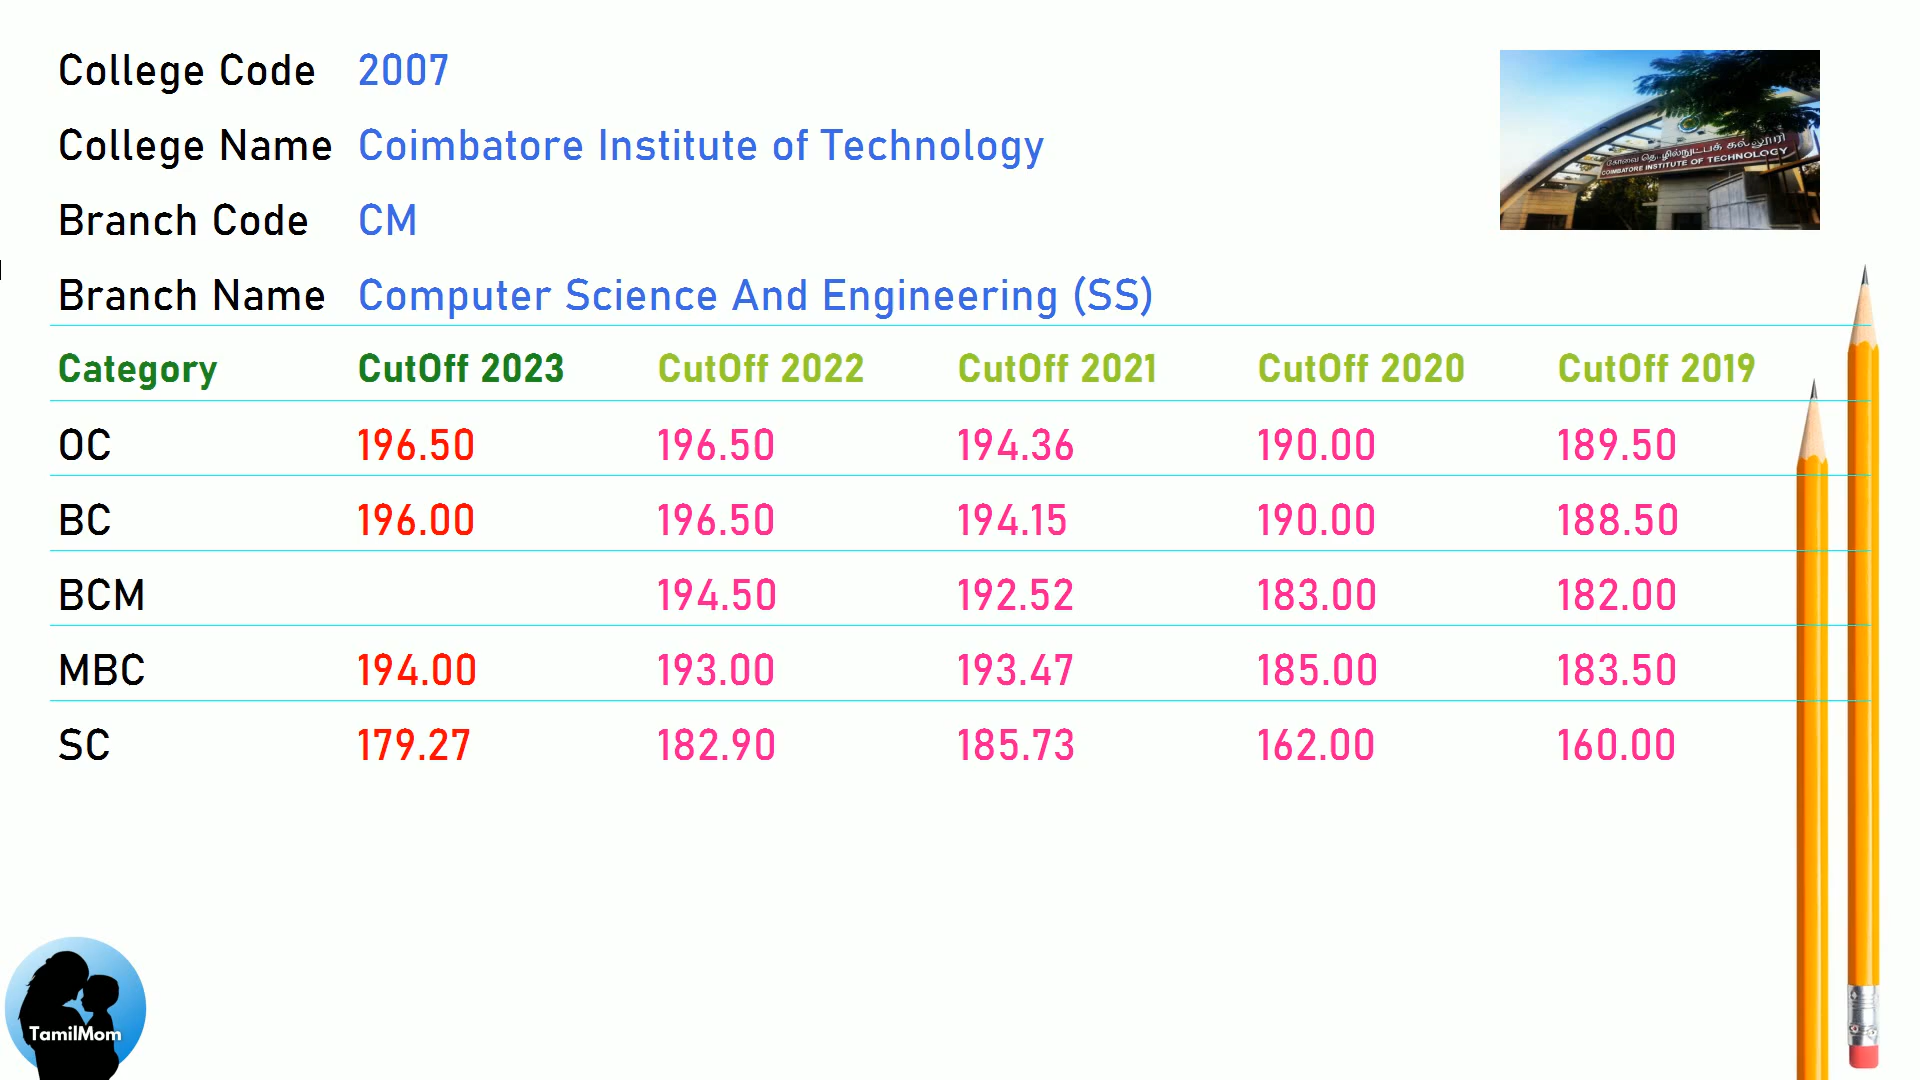 College Code 2007
College Name Coimbatore Institute of Technology
Branch Code CM
Branch Name Computer Science And Engineering (SS)
Category CutOff 2023 CutOff 2022 CutOff 2021 CutOff 2020 CutOff 2019
OC 196.50 196.50 194.36 190.00 189.50
BC 196.00 196.50 194.15 190.00 188.50
BCM 194.50 192.52 183.00 182.00
MBC 194.00 193.00 193.47 185.00 183.50
SC 179.27 182.90 185.73 162.00 160.00
கோவை தொழில்நுட்பக் கல்லூரி
COIMBATORE INSTITUTE OF TECHNOLOGY
TamilMom